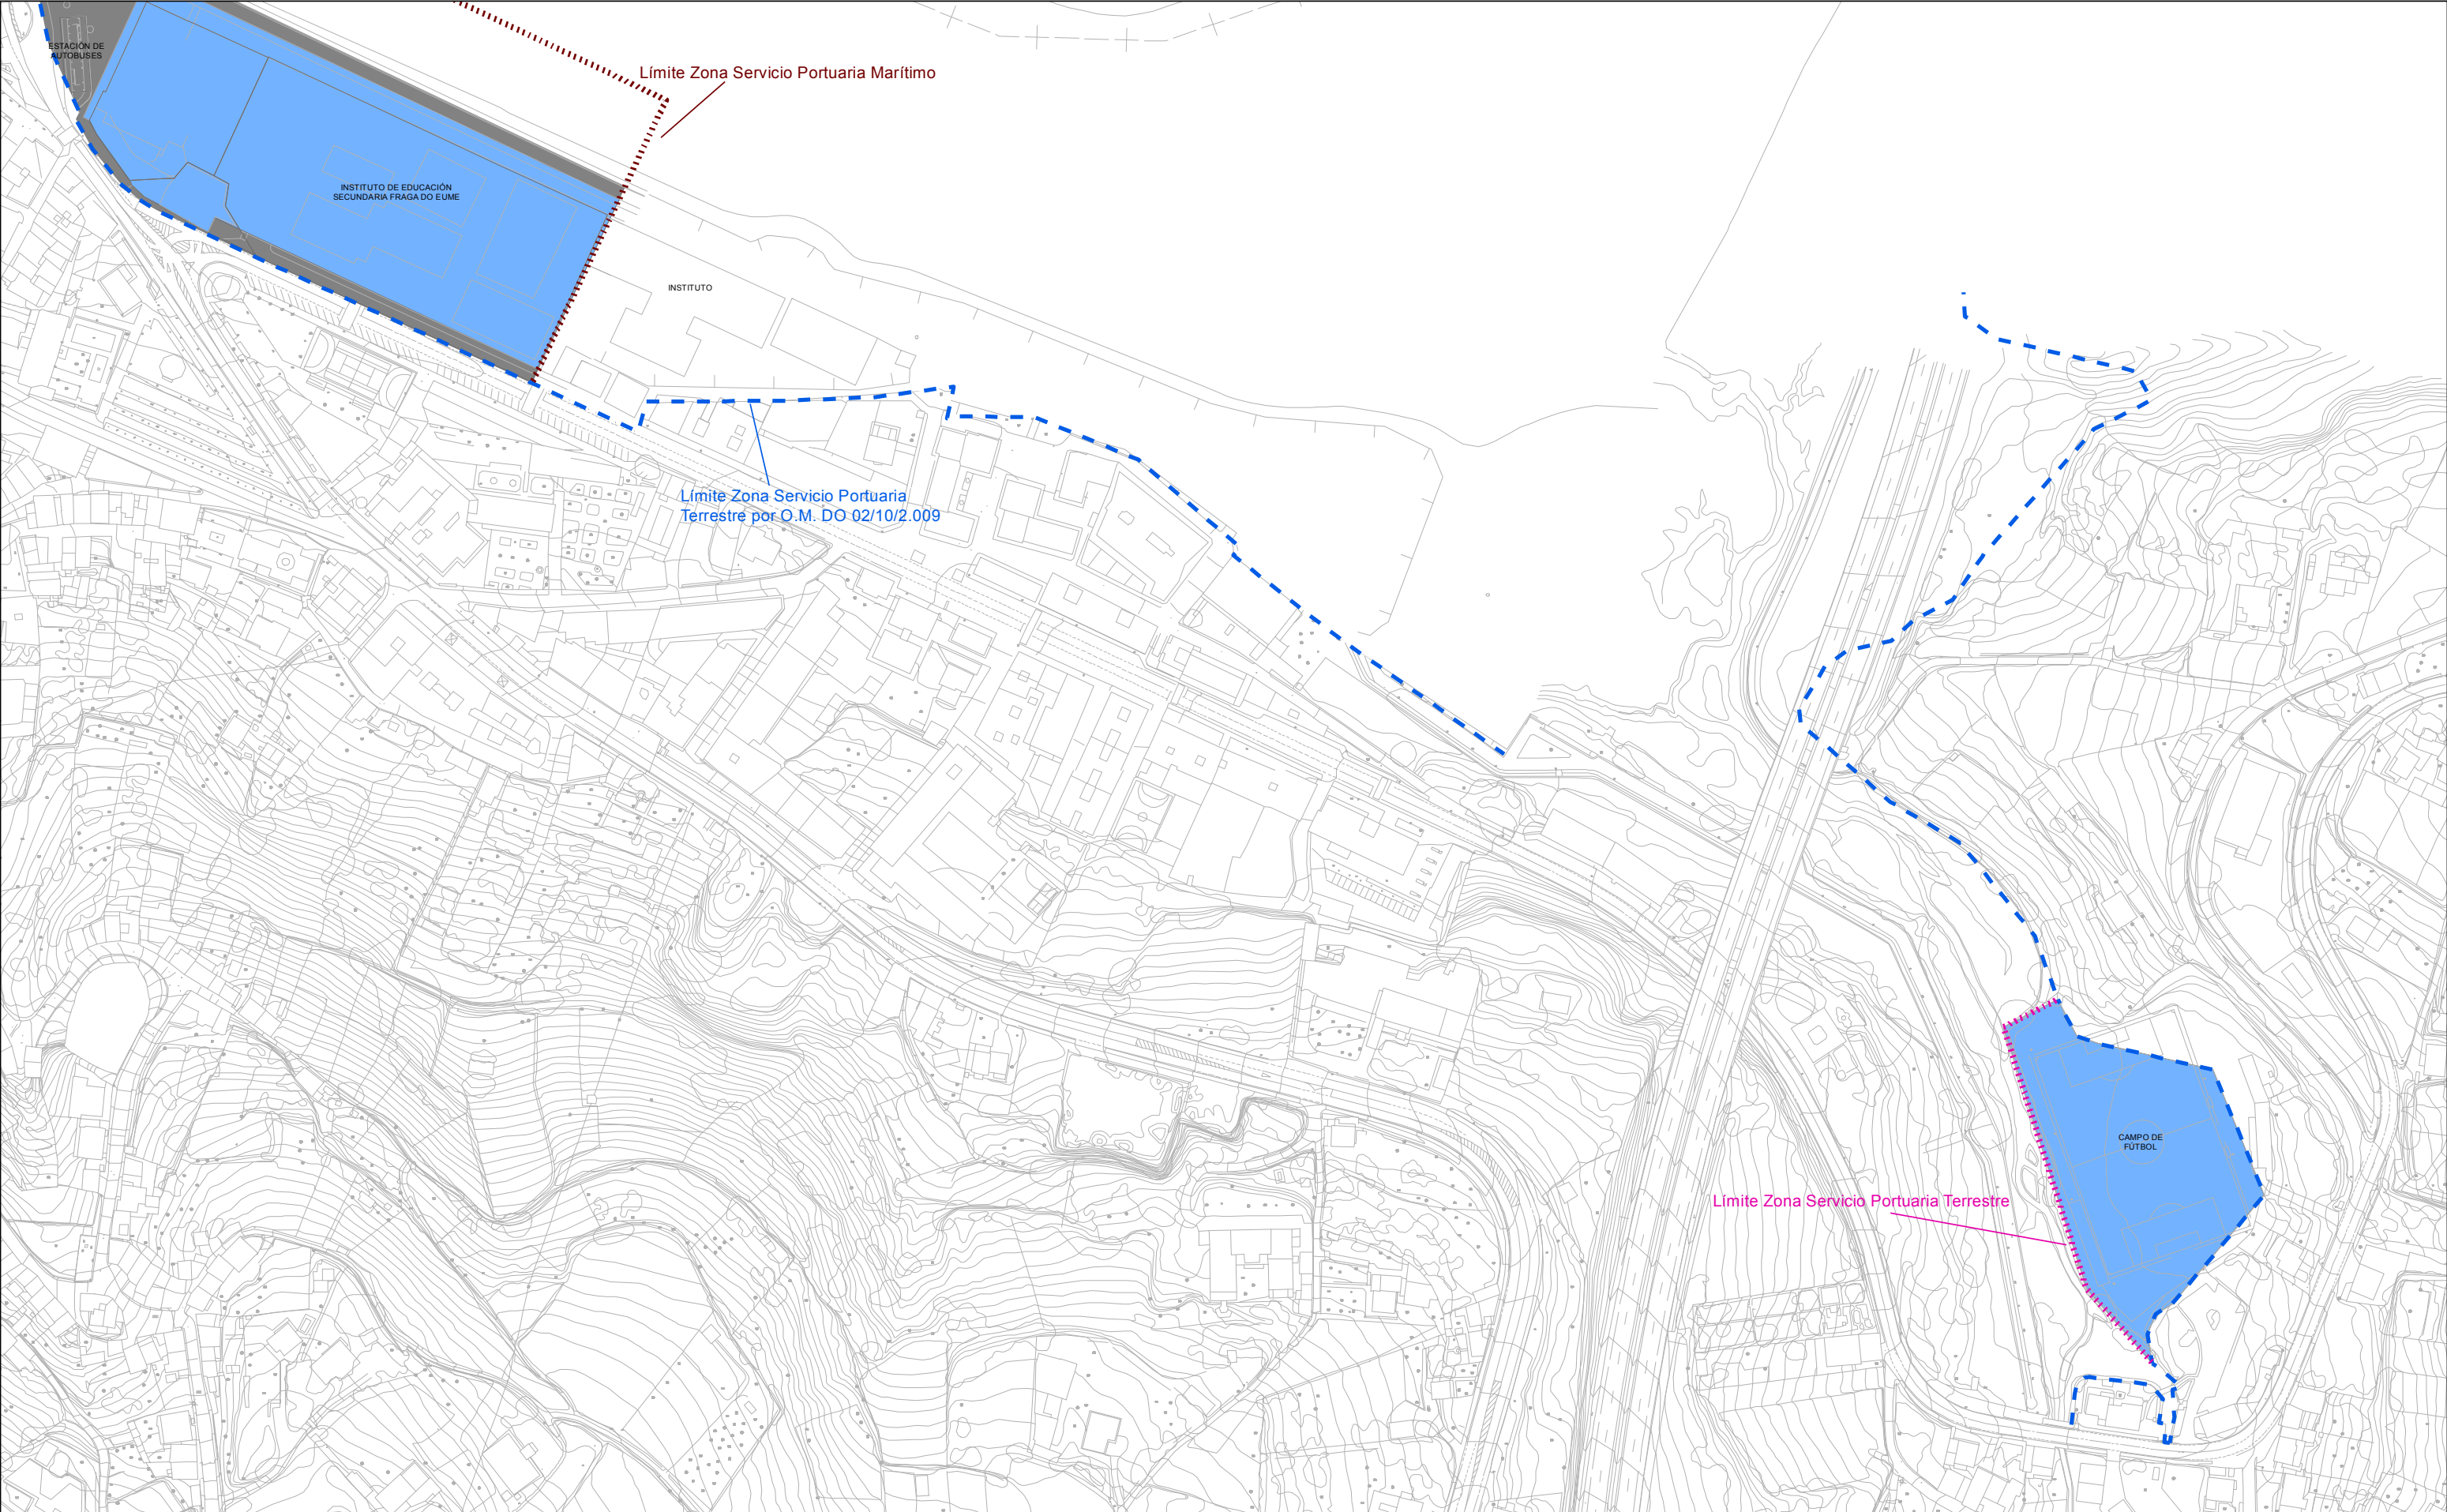 ESTACIÓN DE
AUTOBUSES
Límite Zona Servicio Portuaria Marítimo
INSTITUTO DE EDUCACIÓN
SECUNDARIA FRAGA DO EUME
INSTITUTO
Límite Zona Servicio Portuaria
Terrestre por O.M. DO 02/10/2.009
CAMPO DE
FÚTBOL
Límite Zona Servicio Portuaria Terrestre